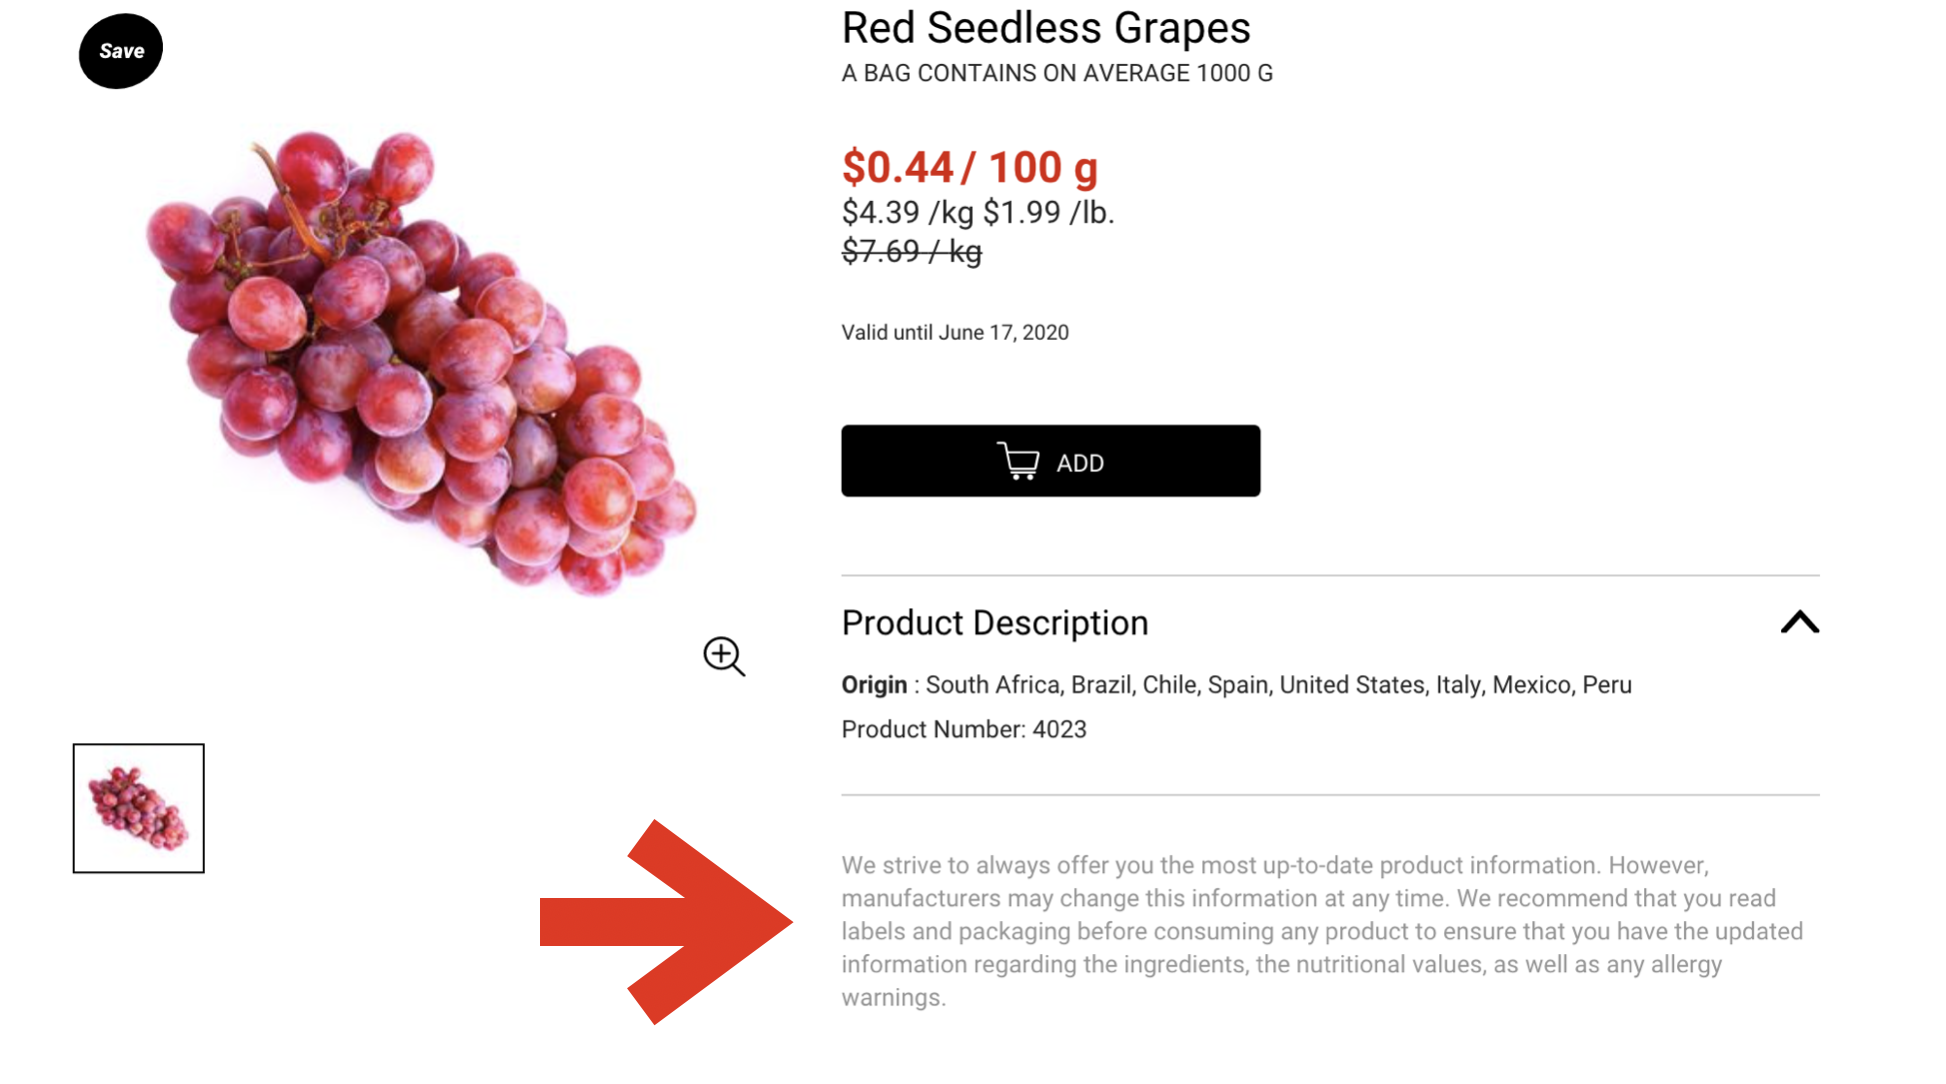 Save
Red Seedless Grapes
A BAG CONTAINS ON AVERAGE 1000 G
$0.44 / 100 g
$4.39 /kg $1.99 /lb.
$7.69 / kg
Valid until June 17, 2020
ADD
Product Description
Origin : South Africa, Brazil, Chile, Spain, United States, Italy, Mexico, Peru
Product Number: 4023
We strive to always offer you the most up-to-date product information. However,
manufacturers may change this information at any time. We recommend that you read
labels and packaging before consuming any product to ensure that you have the updated
information regarding the ingredients, the nutritional values, as well as any allergy
warnings.